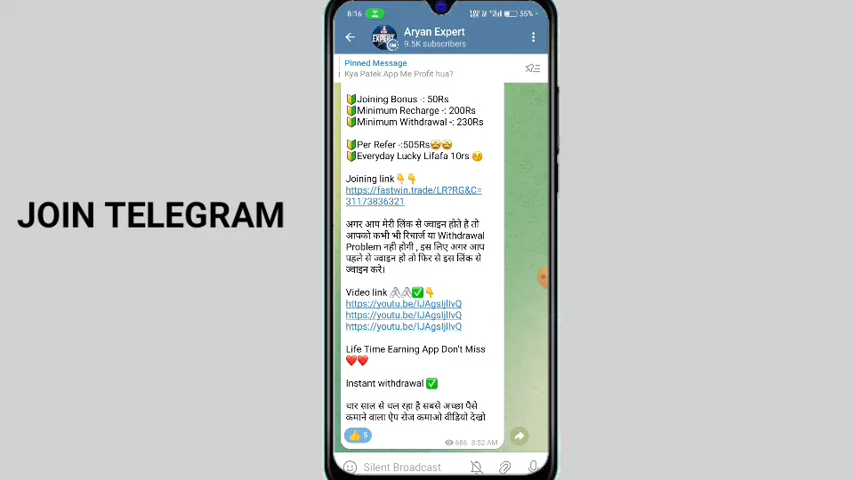 JOIN TELEGRAM
8:16
35%
Aryan Expert
9.5K subscribers
Pinned Message
Kya Patek App Me Profit hua?
🔰Joining Bonus -: 50Rs
🔰Minimum Recharge -: 200Rs
🔰Minimum Withdrawal -: 230Rs
🔰Per Refer -:505Rs🤩🤩
🔰Everyday Lucky Lifafa 10rs 🤗
Joining link👇👇
https://fastwin.trade/LR?RG&C=
31173836321
अगर आप मेरी लिंक से ज्वाइन होते है तो
आपको कभी भी रिचार्ज या Withdrawal
Problem नही होगी , इस लिए अगर आप
पहले से ज्वाइन हो तो फिर से इस लिंक से
ज्वाइन करे।
Video link 🖇🖇✅👇
https://youtu.be/IJAgsIjlIvQ
https://youtu.be/IJAgsIjlIvQ
https://youtu.be/IJAgsIjlIvQ
Life Time Earning App Don't Miss
❤️❤️
Instant withdrawal ✅
चार साल से चल रहा है सबसे अच्छा पैसे
कमाने वाला ऐप रोज कमाओ वीडियो देखो
👍 5
686 8:52 AM
Silent Broadcast